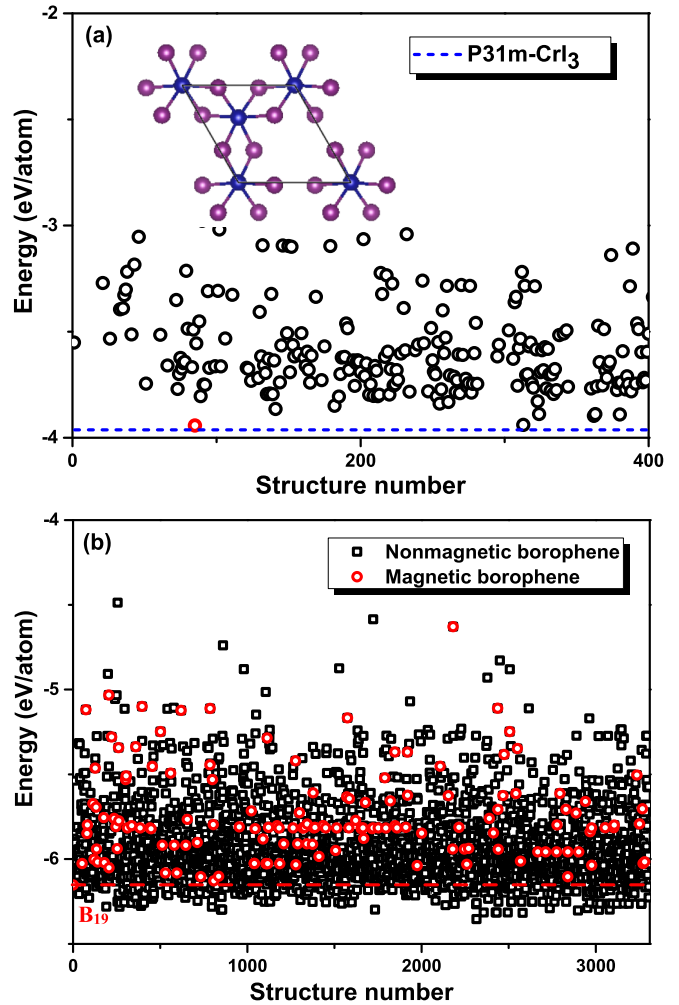 (a)
P31m-CrI3
-2
-3
-4
Energy (eV/atom)
0
200
400
Structure number
(b)
Nonmagnetic borophene
Magnetic borophene
-4
-5
-6
Energy (eV/atom)
B19
0
1000
2000
3000
Structure number